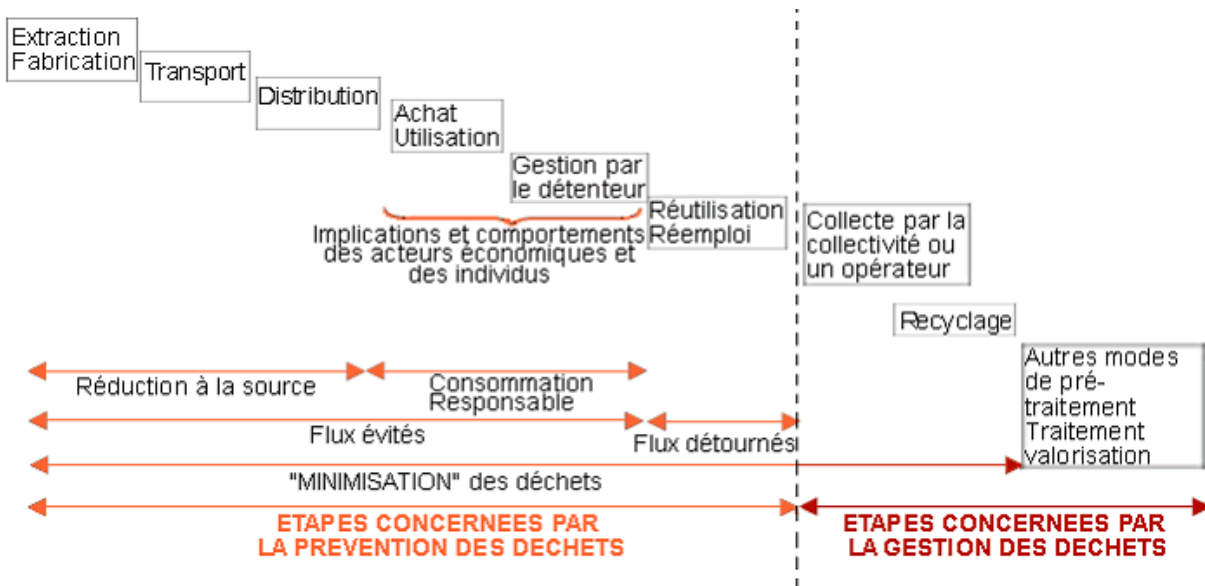 Extraction
Fabrication
Transport
Distribution
Achat
Utilisation
Gestion par
le détenteur
Réutilisation
Réemploi
Implications et comportements
des acteurs économiques et
des individus
Collecte par la
collectivité ou
un opérateur
Recyclage
Autres modes
de pré-
traitement
Traitement
valorisation
Réduction à la source
Consommation
Responsable
Flux évités
Flux détournés
"MINIMISATION" des déchets
ETAPES CONCERNEES PAR
LA PREVENTION DES DECHETS
ETAPES CONCERNEES PAR
LA GESTION DES DECHETS